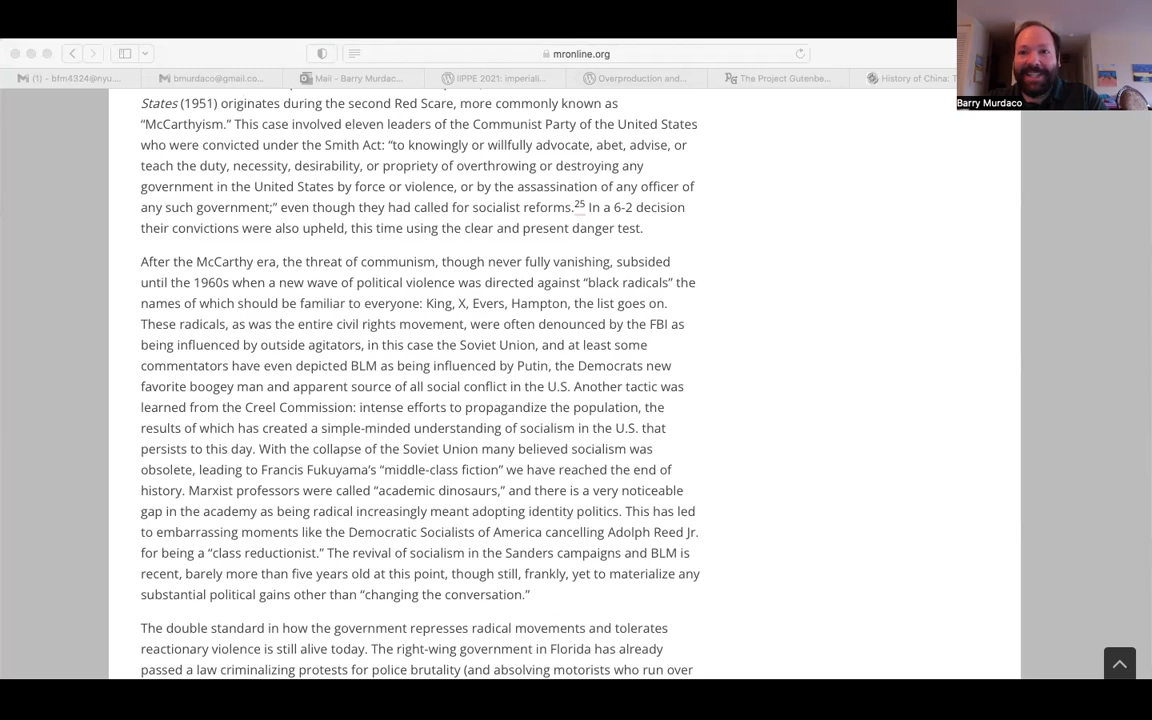 mronline.org
(1) - bfm4324@nyu....
bmurdaco@gmail.co...
Mail - Barry Murdac...
IIPPE 2021: imperiali...
Overproduction and...
The Project Gutenbe...
History of China: T
Barry Murdaco
States (1951) originates during the second Red Scare, more commonly known as
“McCarthyism.” This case involved eleven leaders of the Communist Party of the United States
who were convicted under the Smith Act: “to knowingly or willfully advocate, abet, advise, or
teach the duty, necessity, desirability, or propriety of overthrowing or destroying any
government in the United States by force or violence, or by the assassination of any officer of
any such government;” even though they had called for socialist reforms.25 In a 6-2 decision
their convictions were also upheld, this time using the clear and present danger test.
After the McCarthy era, the threat of communism, though never fully vanishing, subsided
until the 1960s when a new wave of political violence was directed against “black radicals” the
names of which should be familiar to everyone: King, X, Evers, Hampton, the list goes on.
These radicals, as was the entire civil rights movement, were often denounced by the FBI as
being influenced by outside agitators, in this case the Soviet Union, and at least some
commentators have even depicted BLM as being influenced by Putin, the Democrats new
favorite boogey man and apparent source of all social conflict in the U.S. Another tactic was
learned from the Creel Commission: intense efforts to propagandize the population, the
results of which has created a simple-minded understanding of socialism in the U.S. that
persists to this day. With the collapse of the Soviet Union many believed socialism was
obsolete, leading to Francis Fukuyama’s “middle-class fiction” we have reached the end of
history. Marxist professors were called “academic dinosaurs,” and there is a very noticeable
gap in the academy as being radical increasingly meant adopting identity politics. This has led
to embarrassing moments like the Democratic Socialists of America cancelling Adolph Reed Jr.
for being a “class reductionist.” The revival of socialism in the Sanders campaigns and BLM is
recent, barely more than five years old at this point, though still, frankly, yet to materialize any
substantial political gains other than “changing the conversation.”
The double standard in how the government represses radical movements and tolerates
reactionary violence is still alive today. The right-wing government in Florida has already
passed a law criminalizing protests for police brutality (and absolving motorists who run over